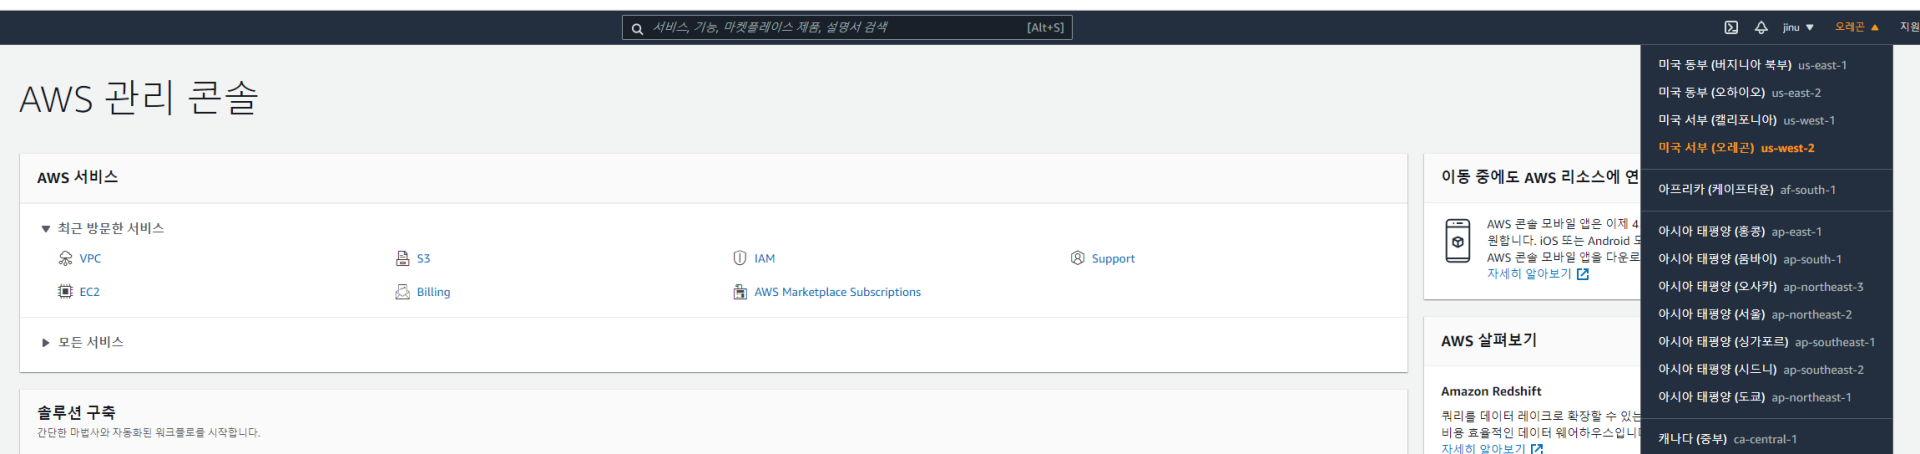 서비스, 기능, 마켓플레이스 제품, 설명서 검색 [Alt+S]
jinu ▼ 오레곤 ▲ 지원
AWS 관리 콘솔
AWS 서비스
▼ 최근 방문한 서비스
VPC S3 IAM Support
EC2 Billing AWS Marketplace Subscriptions
▶ 모든 서비스
솔루션 구축
간단한 마법사와 자동화된 워크플로를 시작합니다.
이동 중에도 AWS 리소스에 연
AWS 콘솔 모바일 앱은 이제 4
원합니다. iOS 또는 Android 모
AWS 콘솔 모바일 앱을 다운로
자세히 알아보기
AWS 살펴보기
Amazon Redshift
쿼리를 데이터 레이크로 확장할 수 있는
비용 효율적인 데이터 웨어하우스입니다
자세히 알아보기
미국 동부 (버지니아 북부) us-east-1
미국 동부 (오하이오) us-east-2
미국 서부 (캘리포니아) us-west-1
미국 서부 (오레곤) us-west-2
아프리카 (케이프타운) af-south-1
아시아 태평양 (홍콩) ap-east-1
아시아 태평양 (뭄바이) ap-south-1
아시아 태평양 (오사카) ap-northeast-3
아시아 태평양 (서울) ap-northeast-2
아시아 태평양 (싱가포르) ap-southeast-1
아시아 태평양 (시드니) ap-southeast-2
아시아 태평양 (도쿄) ap-northeast-1
캐나다 (중부) ca-central-1